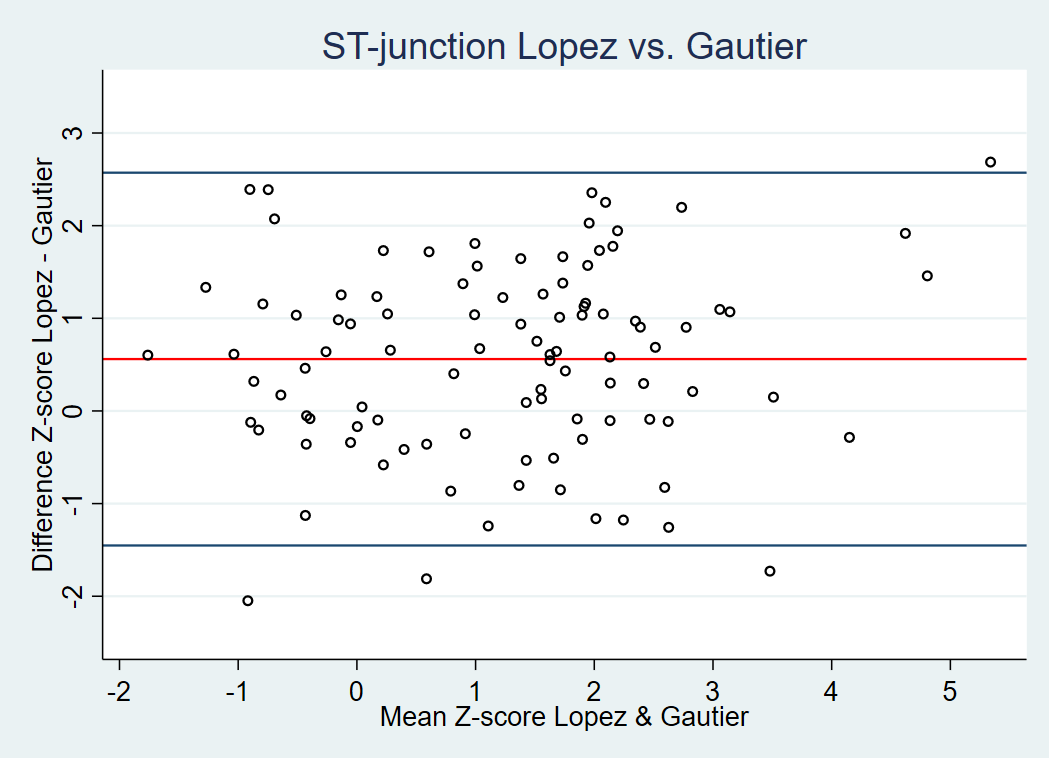 ST-junction Lopez vs. Gautier
Difference Z-score Lopez - Gautier
3
2
1
0
-1
-2
-2 -1 0 1 2 3 4 5
Mean Z-score Lopez & Gautier